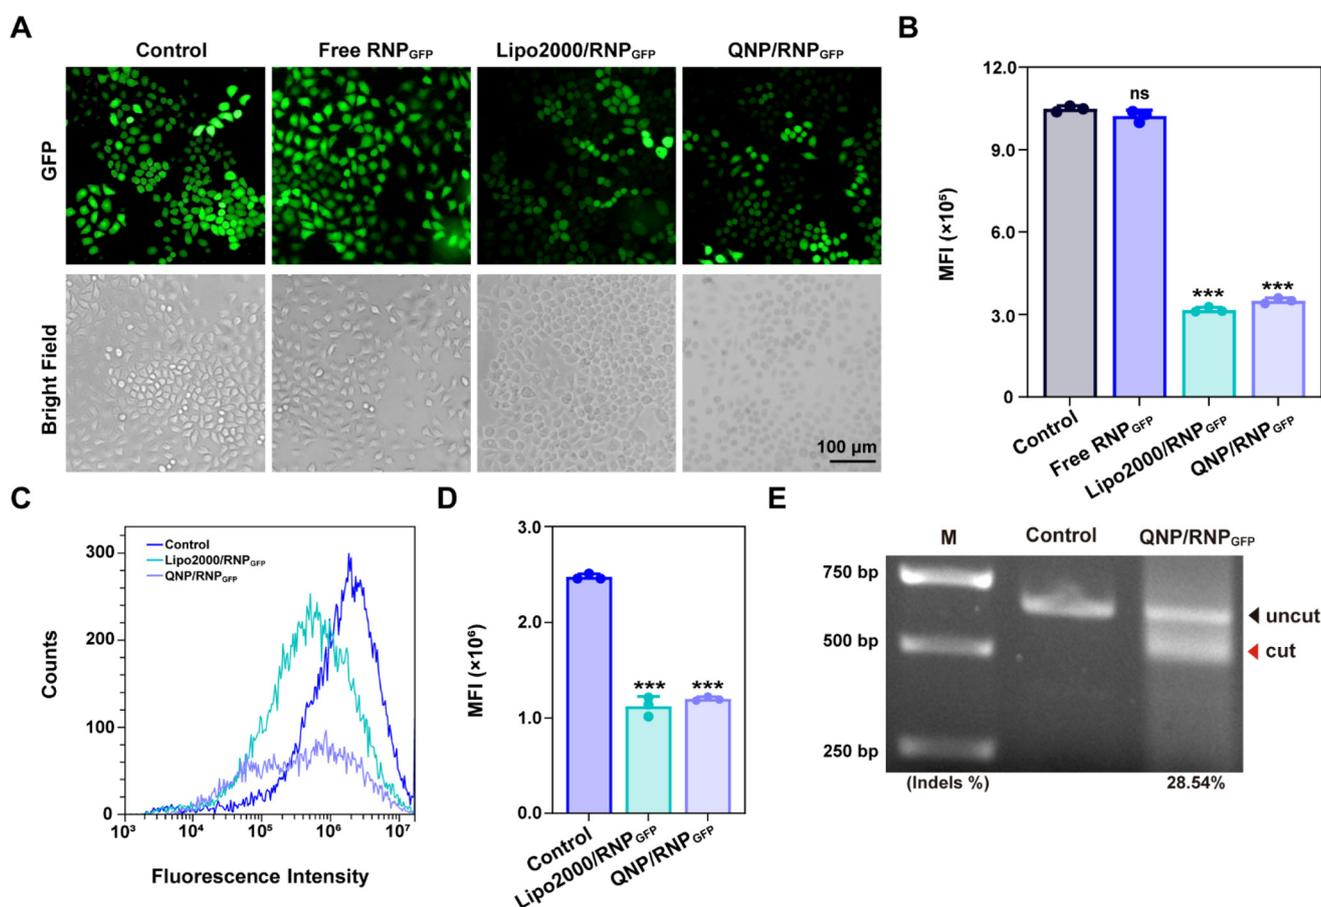 A
Control
Free RNPGFP
Lipo2000/RNPGFP
QNP/RNPGFP
GFP
Bright Field
100 μm
B
12.0
9.0
6.0
3.0
0
MFI (×10⁵)
ns
***
***
Control
Free RNPGFP
Lipo2000/RNPGFP
QNP/RNPGFP
C
300
200
100
0
Counts
Control
Lipo2000/RNPGFP
QNP/RNPGFP
10³
10⁴
10⁵
10⁶
10⁷
Fluorescence Intensity
D
3.0
2.0
1.0
0.0
MFI (×10⁶)
***
***
Control
Lipo2000/RNPGFP
QNP/RNPGFP
E
M
Control
QNP/RNPGFP
750 bp
500 bp
250 bp
uncut
cut
(Indels %)
28.54%